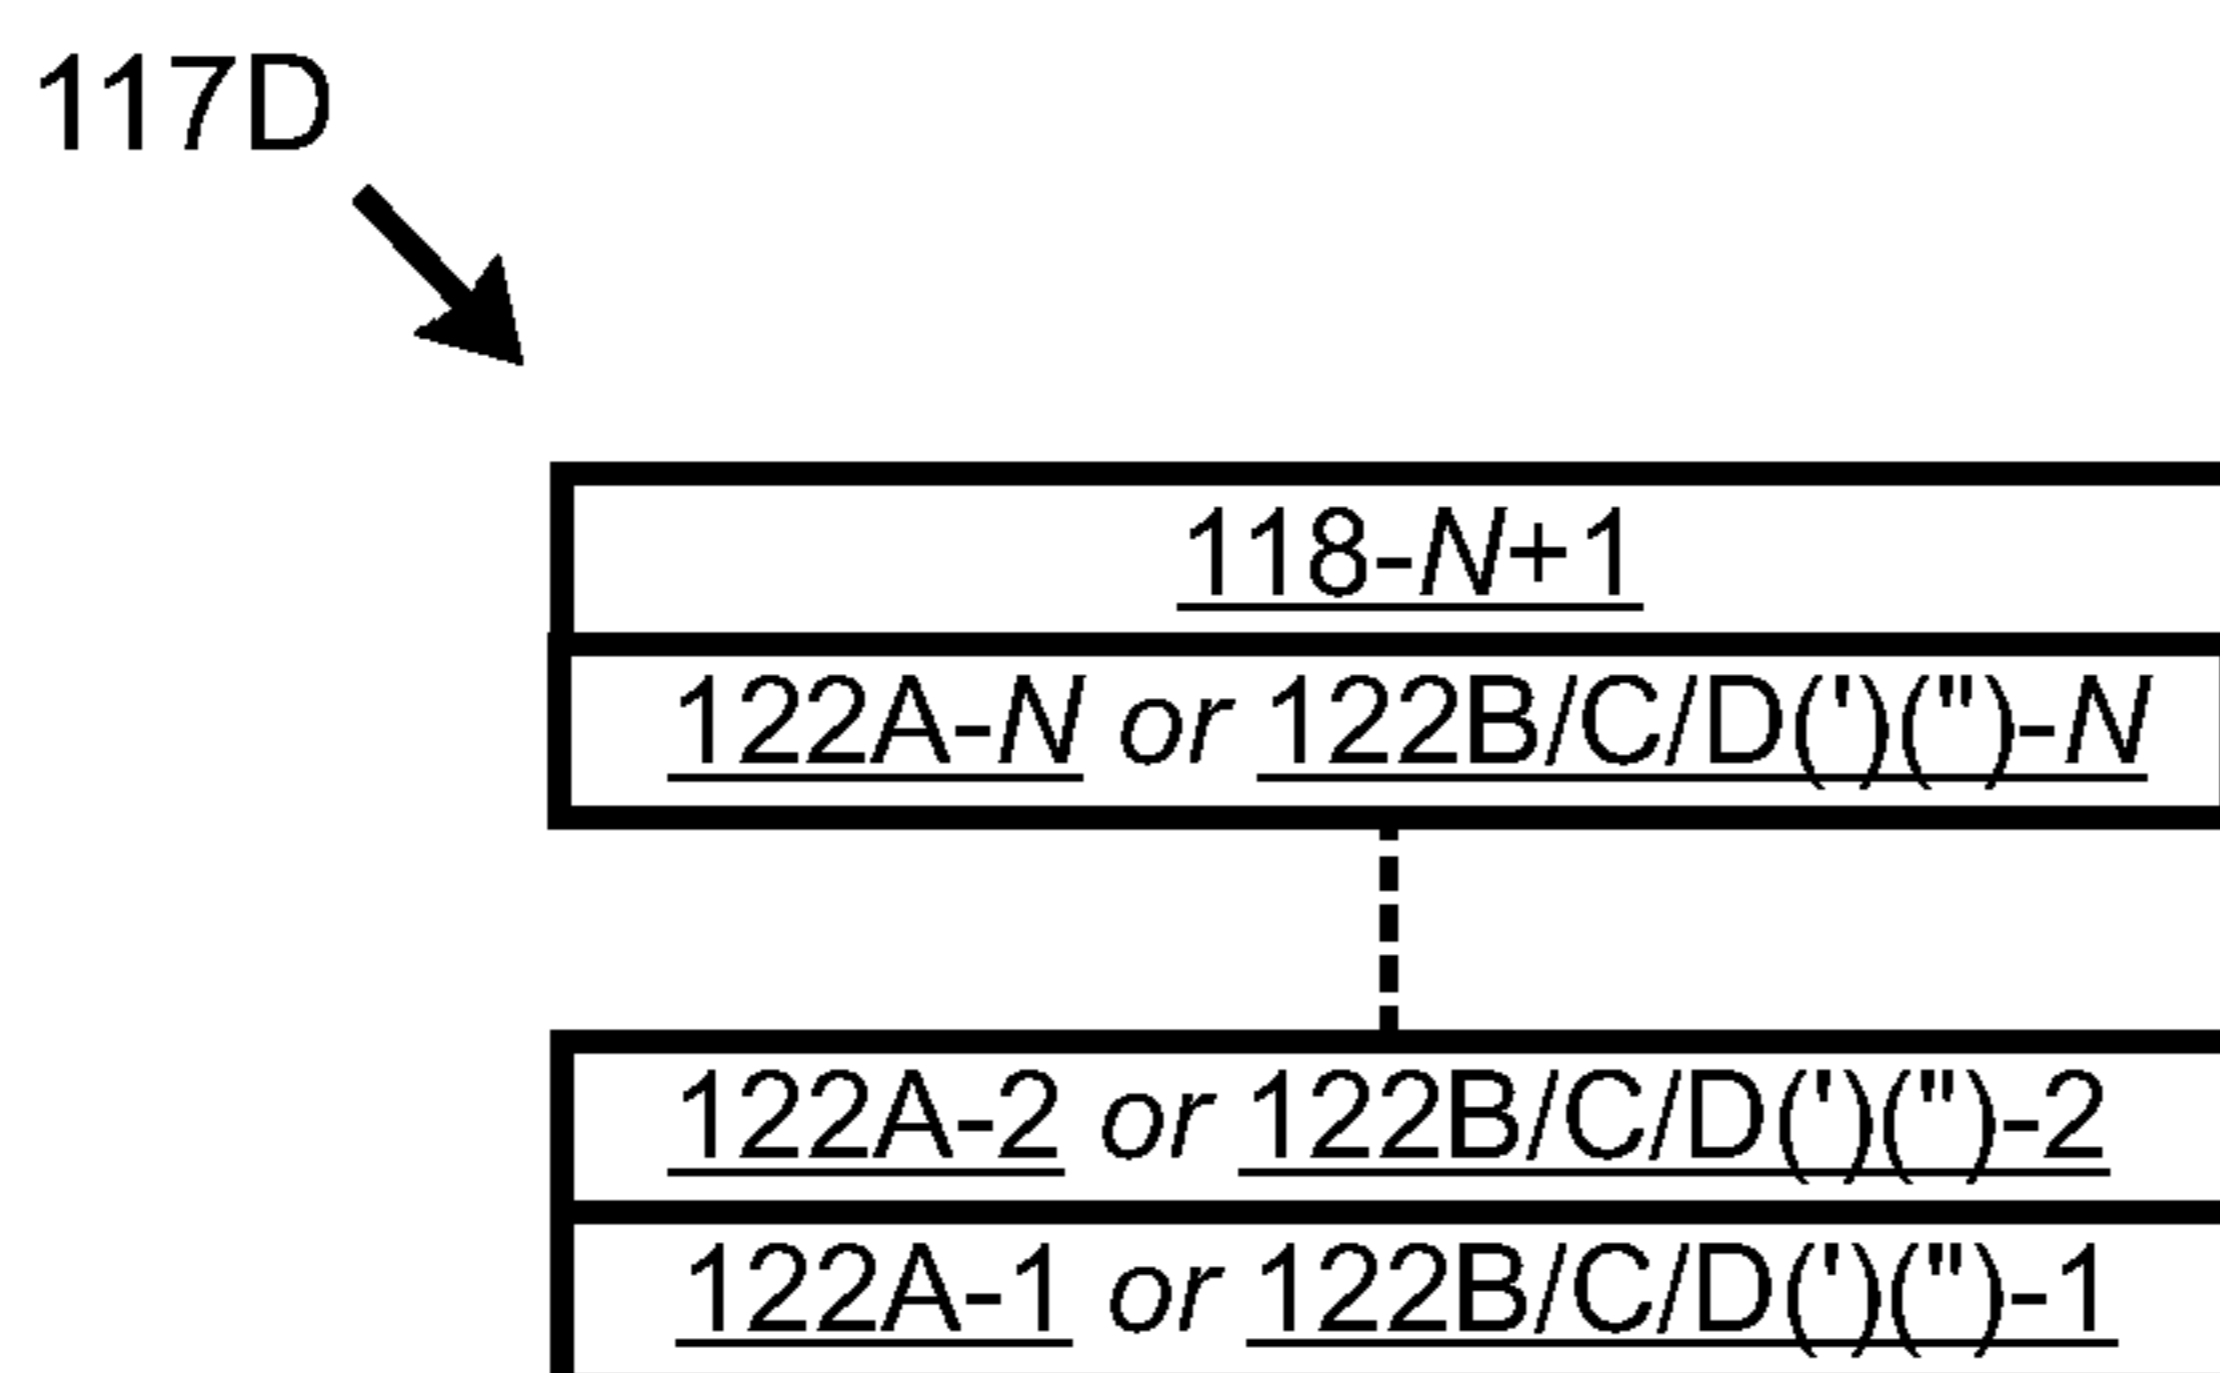 117D
118-N+1
122A-N or 122B/C/D(')(")-N
122A-2 or 122B/C/D(')(")-2
122A-1 or 122B/C/D(')(")-1